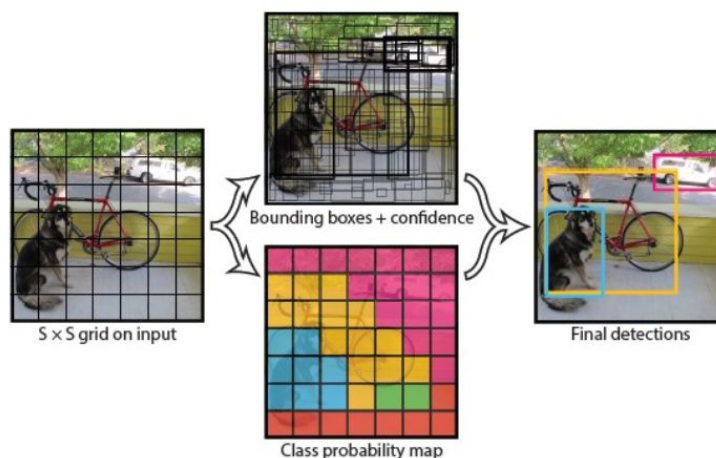 S × S grid on input
Bounding boxes + confidence
Class probability map
Final detections